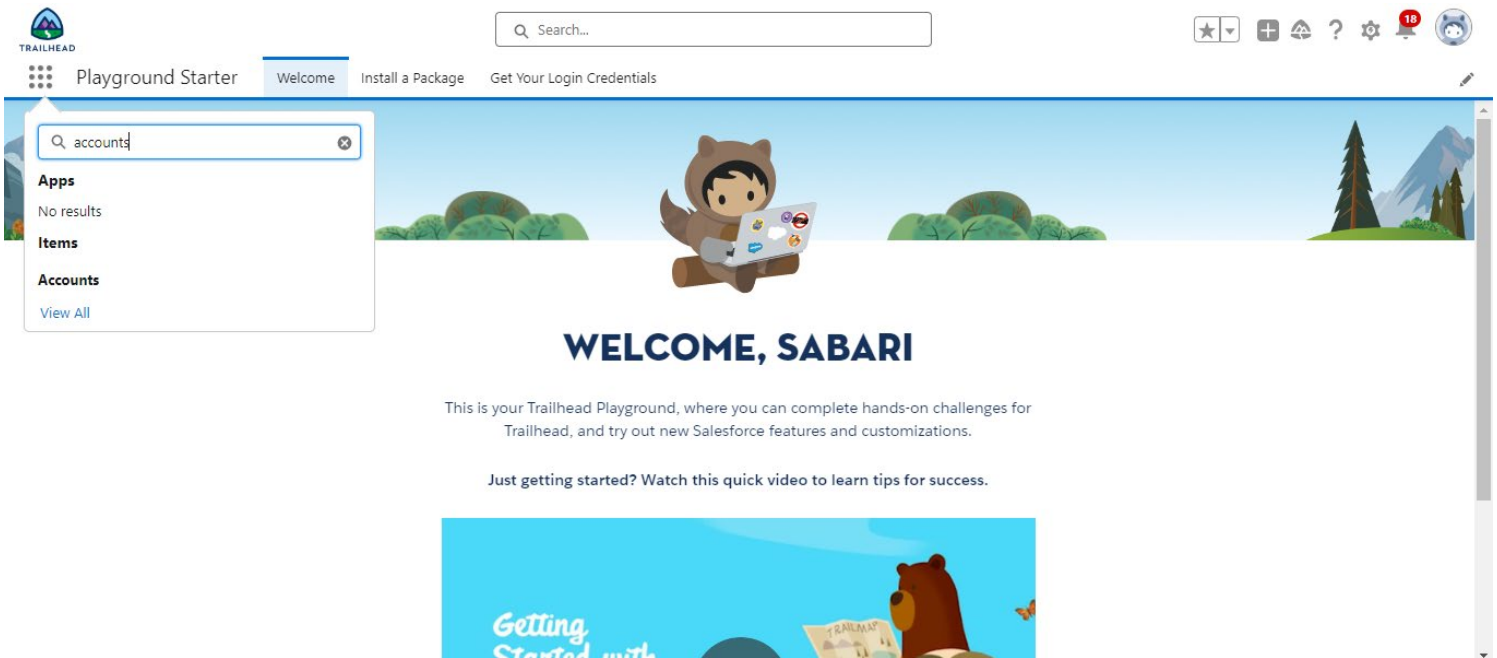 TRAILHEAD
Search...
18
Playground Starter
Welcome
Install a Package
Get Your Login Credentials
accounts
Apps
No results
Items
Accounts
View All
WELCOME, SABARI
This is your Trailhead Playground, where you can complete hands-on challenges for
Trailhead, and try out new Salesforce features and customizations.
Just getting started? Watch this quick video to learn tips for success.
Getting
Started with
TRAILMAP